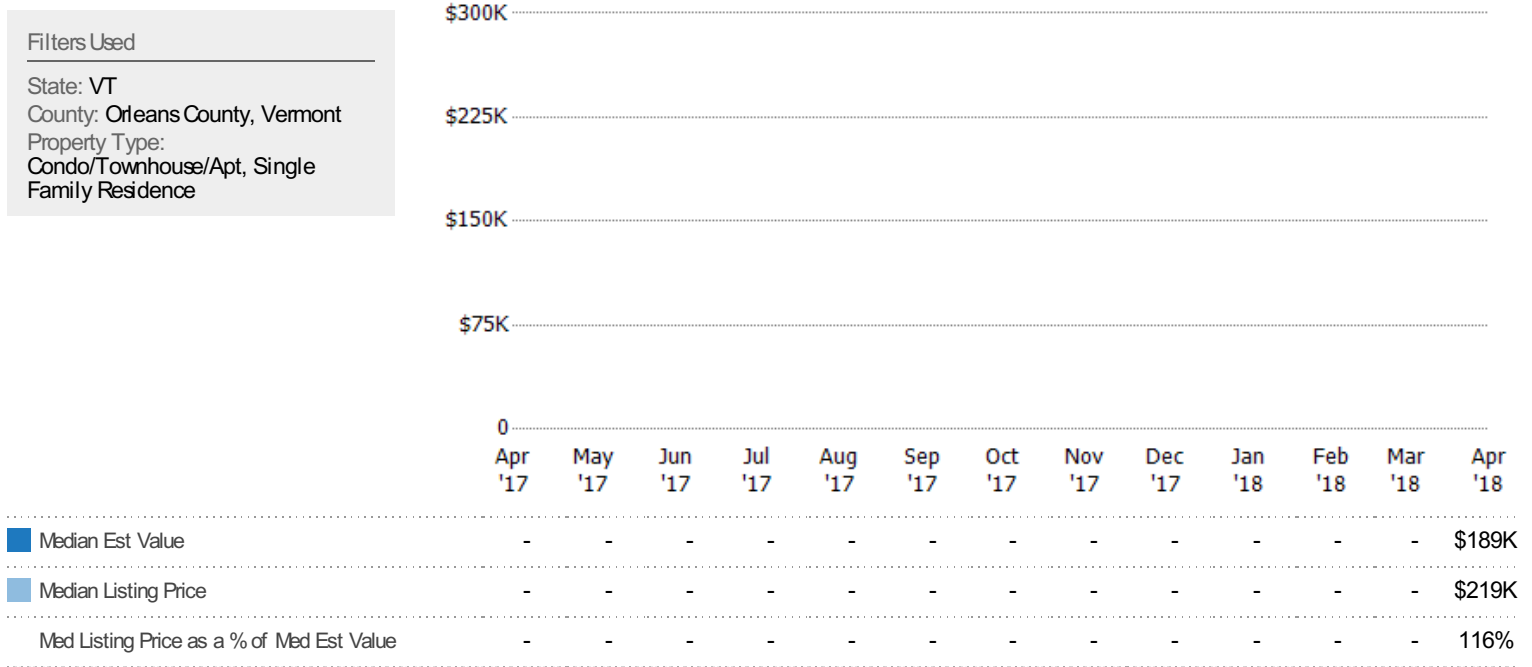 Filters Used
State: VT
County: Orleans County, Vermont
Property Type:
Condo/Townhouse/Apt, Single
Family Residence
$300K
$225K
$150K
$75K
0
Apr May Jun Jul Aug Sep Oct Nov Dec Jan Feb Mar Apr
'17 '17 '17 '17 '17 '17 '17 '17 '17 '18 '18 '18 '18
Median Est Value - - - - - - - - - - - - $189K
Median Listing Price - - - - - - - - - - - - $219K
Med Listing Price as a % of Med Est Value - - - - - - - - - - - - 116%